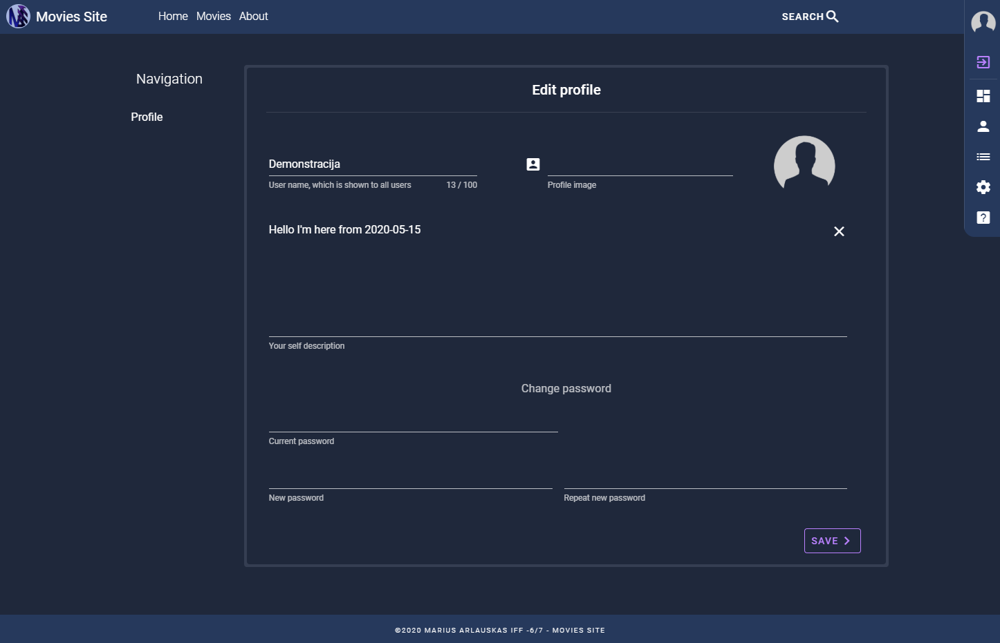 Movies Site
Home Movies About
SEARCH
Navigation
Profile
Edit profile
Demonstracija
User name, which is shown to all users 13 / 100
Profile image
Hello I'm here from 2020-05-15
Your self description
Change password
Current password
New password
Repeat new password
SAVE
©2020 MARIUS ARLAUSKAS IFF -6/7 - MOVIES SITE